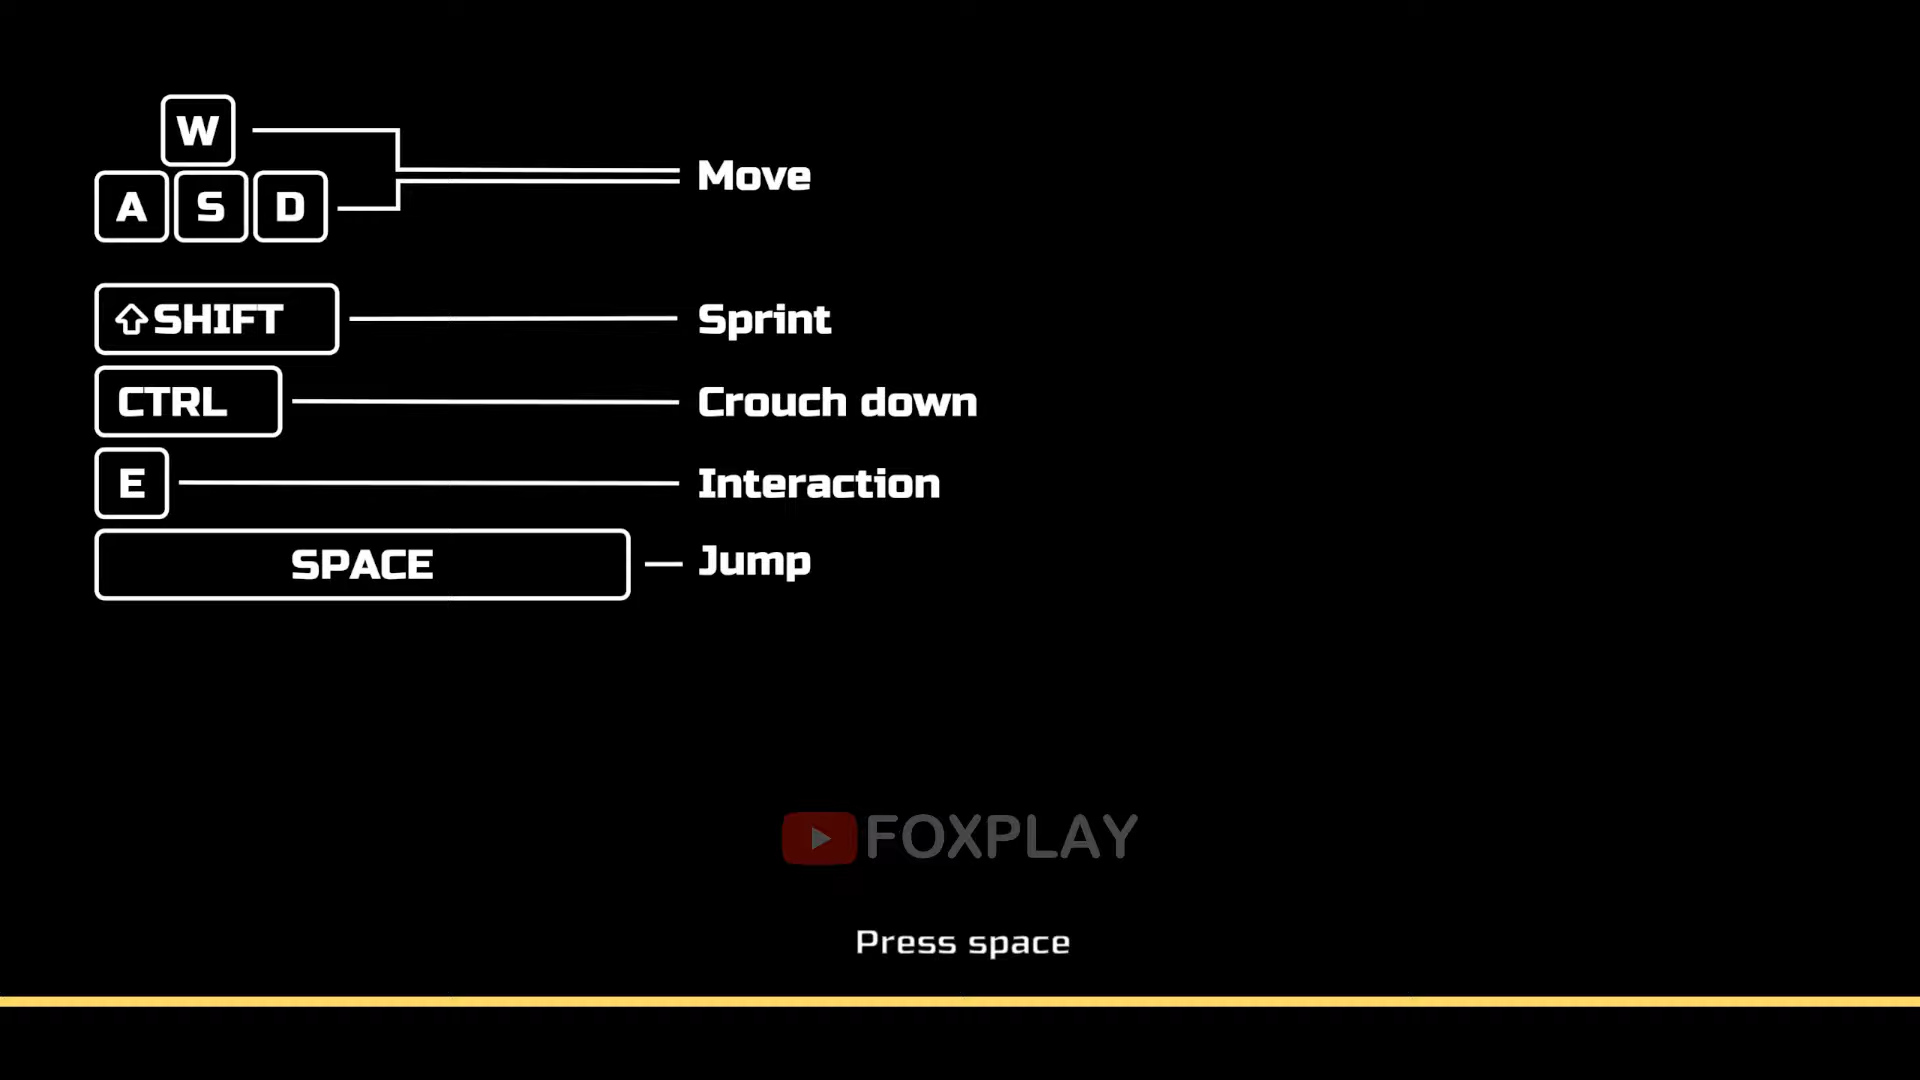 W
A S D
Move
SHIFT
Sprint
CTRL
Crouch down
E
Interaction
SPACE
Jump
FOXPLAY
Press space